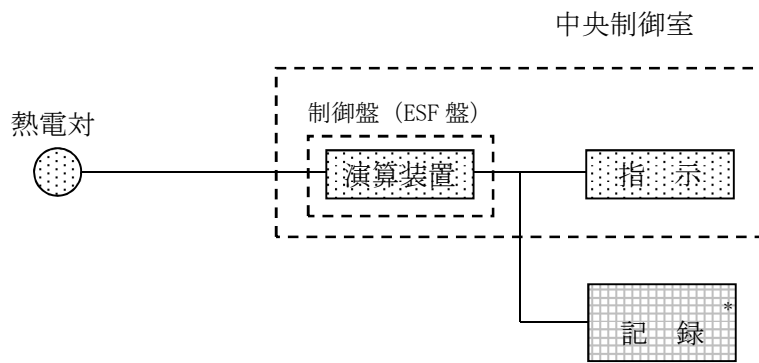 中央制御室
熱電対
制御盤（ESF 盤）
演算装置
指　示
記　録*